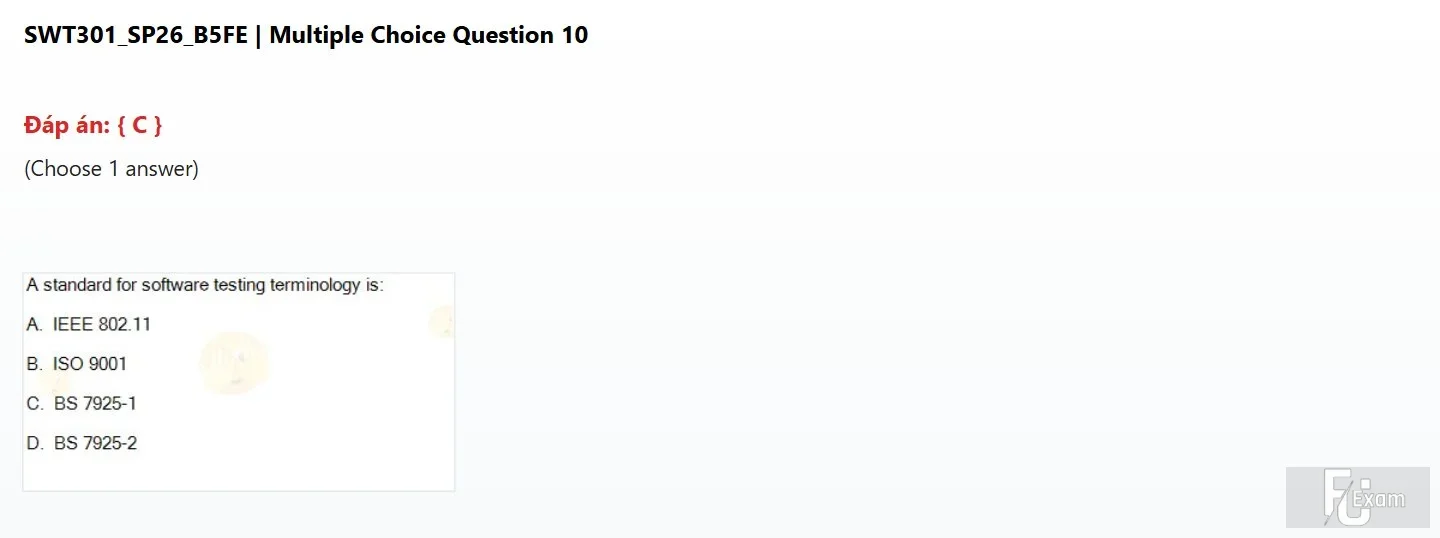 SWT301_SP26_B5FE | Multiple Choice Question 10
Đáp án: { C }
(Choose 1 answer)
A standard for software testing terminology is:
A. IEEE 802.11
B. ISO 9001
C. BS 7925-1
D. BS 7925-2
FU Exam